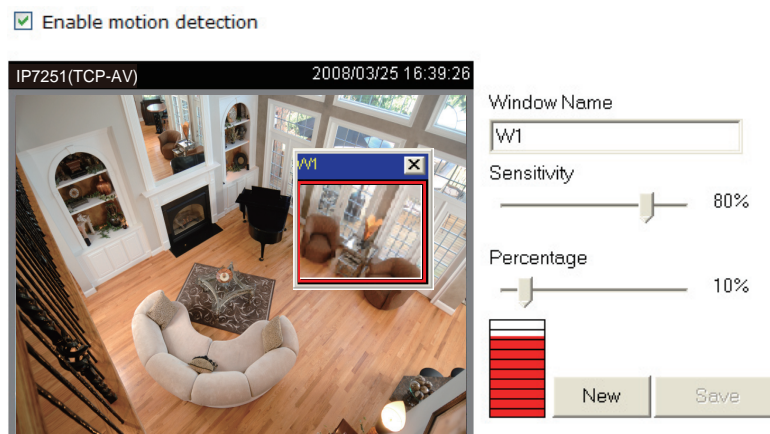 Enable motion detection
IP7251(TCP-AV) 2008/03/25 16:39:26
W1
Window Name
W1
Sensitivity
80%
Percentage
10%
New Save